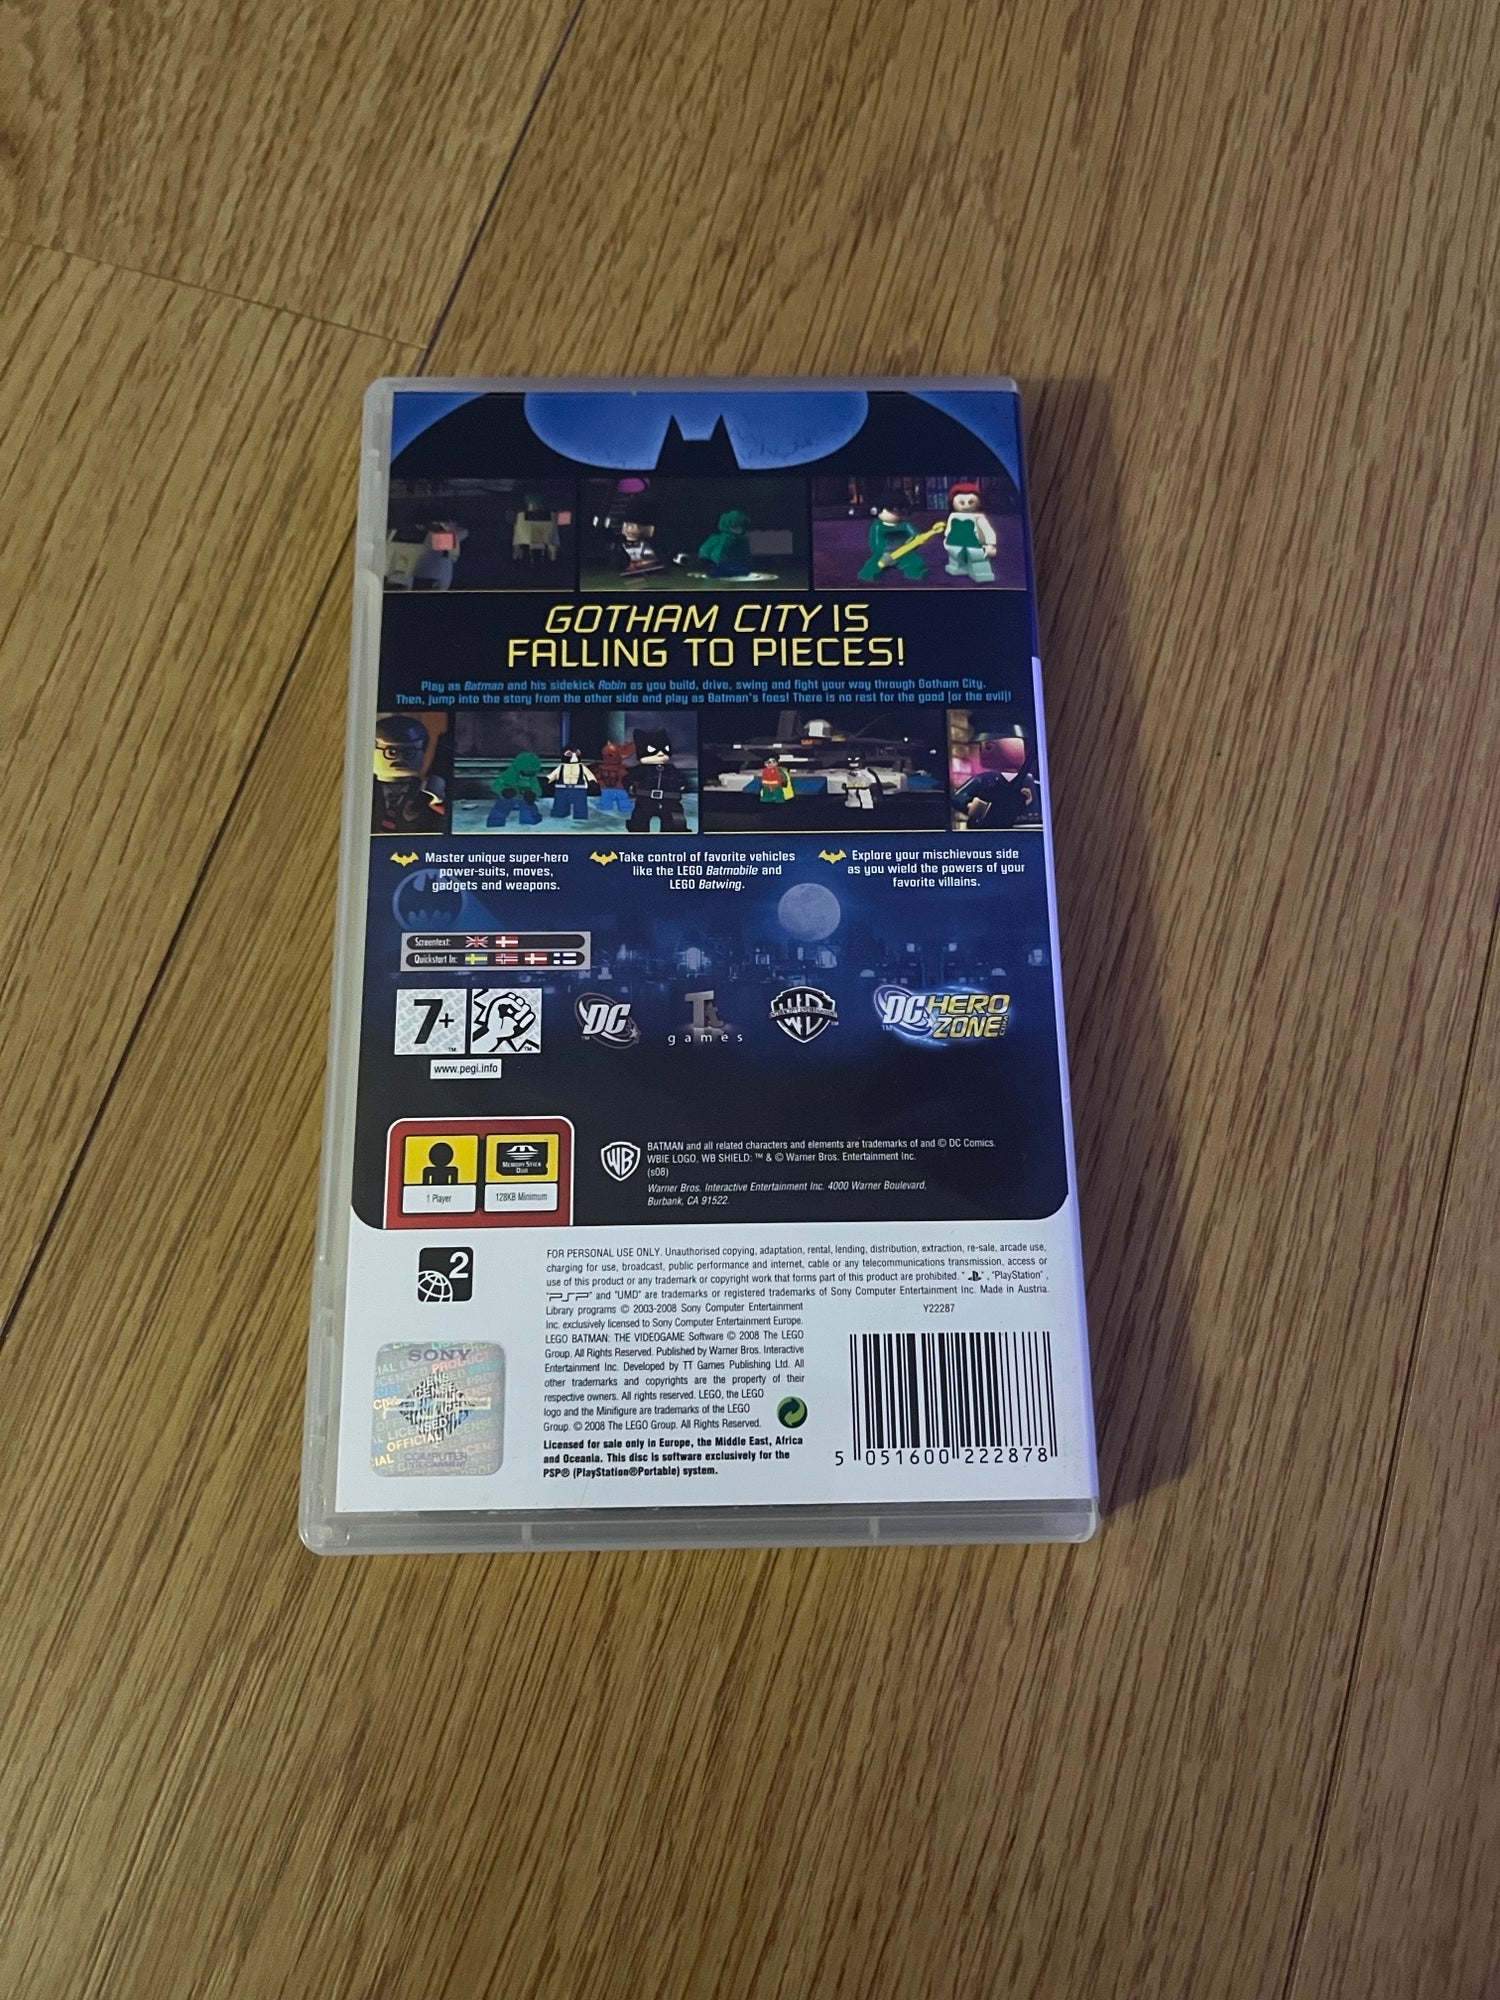 GOTHAM CITY IS
FALLING TO PIECES!
Play as Batman and his sidekick Robin as you build, drive, swing and fight your way through Gotham City.
Then, jump into the story from the other side and play as Batman's foes! There is no rest for the good (or the evil)!
Master unique super-hero
power-suits, moves,
gadgets and weapons.
Take control of favorite vehicles
like the LEGO Batmobile and
LEGO Batwing.
Explore your mischievous side
as you wield the powers of your
favorite villains.
Screentext:
Quickstart In:
7+
www.pegi.info
DC
Tt
games
WB
DC HERO
ZONE.COM
1 Player
MEMORY STICK
DUO
128KB Minimum
WB
BATMAN and all related characters and elements are trademarks of and © DC Comics.
WBIE LOGO, WB SHIELD: ™ & © Warner Bros. Entertainment Inc.
(s08)
Warner Bros. Interactive Entertainment Inc. 4000 Warner Boulevard,
Burbank, CA 91522.
2
FOR PERSONAL USE ONLY. Unauthorised copying, adaptation, rental, lending, distribution, extraction, re-sale, arcade use,
charging for use, broadcast, public performance and internet, cable or any telecommunications transmission, access or
use of this product or any trademark or copyright work that forms part of this product are prohibited. " ", "PlayStation",
"PSP" and "UMD" are trademarks or registered trademarks of Sony Computer Entertainment Inc. Made in Austria.
Library programs © 2003-2008 Sony Computer Entertainment
Inc. exclusively licensed to Sony Computer Entertainment Europe.
LEGO BATMAN: THE VIDEOGAME Software © 2008 The LEGO
Group. All Rights Reserved. Published by Warner Bros. Interactive
Entertainment Inc. Developed by TT Games Publishing Ltd. All
other trademarks and copyrights are the property of their
respective owners. All rights reserved. LEGO, the LEGO
logo and the Minifigure are trademarks of the LEGO
Group. © 2008 The LEGO Group. All Rights Reserved.
Licensed for sale only in Europe, the Middle East, Africa
and Oceania. This disc is software exclusively for the
PSP® (PlayStation®Portable) system.
Y22287
5 051600 222878
SONY
OFFICIAL
COMPUTER